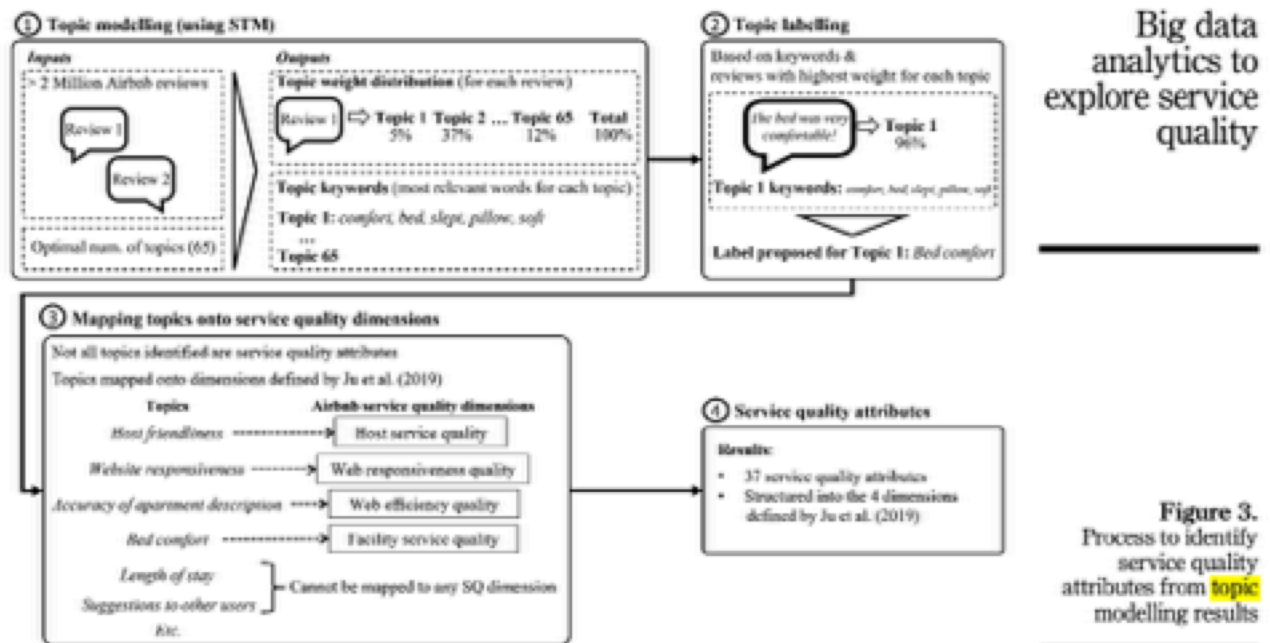 ① Topic modelling (using STM)
Inputs
> 2 Million Airbnb reviews
Review 1
Review 2
Optimal num. of topics (65)
Outputs
Topic weight distribution (for each review)
Review 1 ⇨ Topic 1 Topic 2 ... Topic 65 Total
5% 37% 12% 100%
Topic keywords (most relevant words for each topic)
Topic 1: comfort, bed, slept, pillow, soft
...
Topic 65
② Topic labelling
Based on keywords &
reviews with highest weight for each topic
The bed was very
comfortable!
Topic 1
96%
Topic 1 keywords: comfort, bed, slept, pillow, soft
Label proposed for Topic 1: Bed comfort
Big data
analytics to
explore service
quality
③ Mapping topics onto service quality dimensions
Not all topics identified are service quality attributes
Topics mapped onto dimensions defined by Ju et al. (2019)
Topics Airbnb service quality dimensions
Host friendliness Host service quality
Website responsiveness Web responsiveness quality
Accuracy of apartment description Web efficiency quality
Bed comfort Facility service quality
Length of stay
Cannot be mapped to any SQ dimension
Suggestions to other users
Etc.
④ Service quality attributes
Results:
• 37 service quality attributes
• Structured into the 4 dimensions
defined by Ju et al. (2019)
Figure 3.
Process to identify
service quality
attributes from topic
modelling results